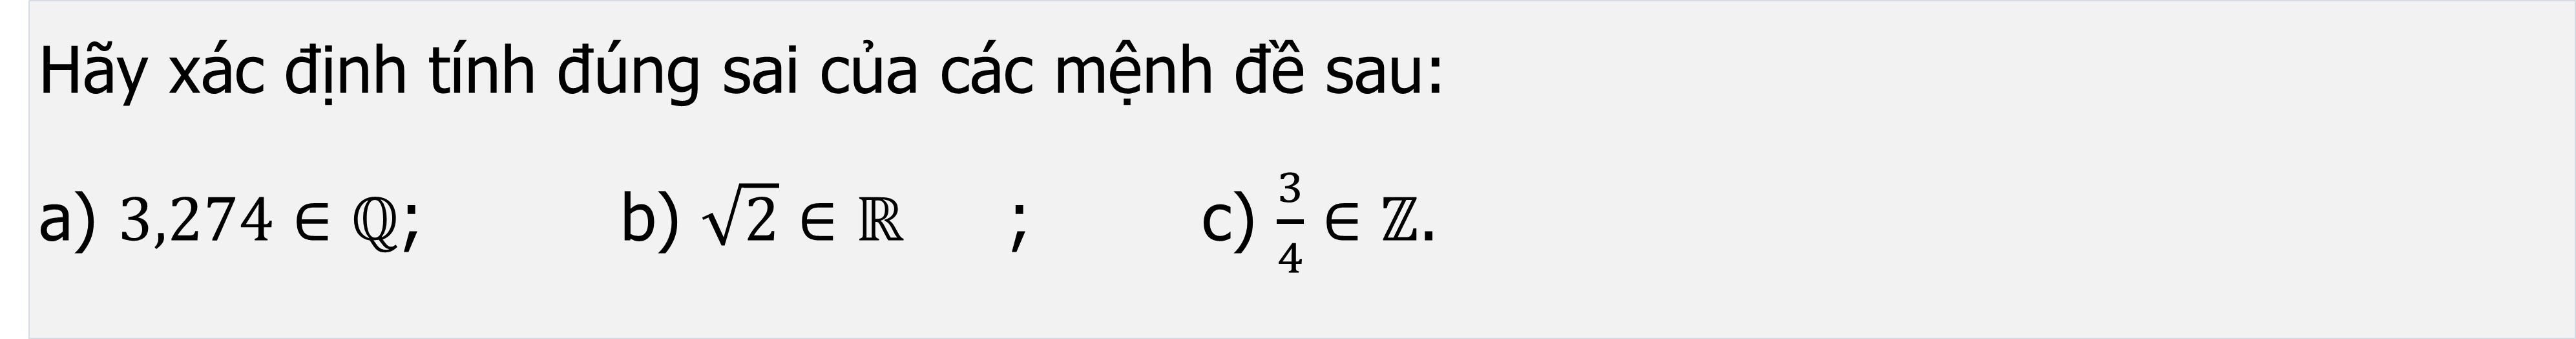 Hãy xác định tính đúng sai của các mệnh đề sau:
a) 3,274 ∈ ℚ; b) √2 ∈ ℝ ; c) 3/4 ∈ ℤ.